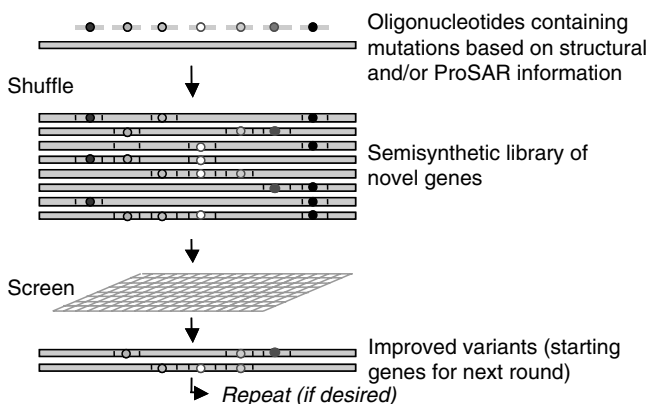 Oligonucleotides containing
mutations based on structural
and/or ProSAR information
Shuffle
Semisynthetic library of
novel genes
Screen
Improved variants (starting
genes for next round)
Repeat (if desired)